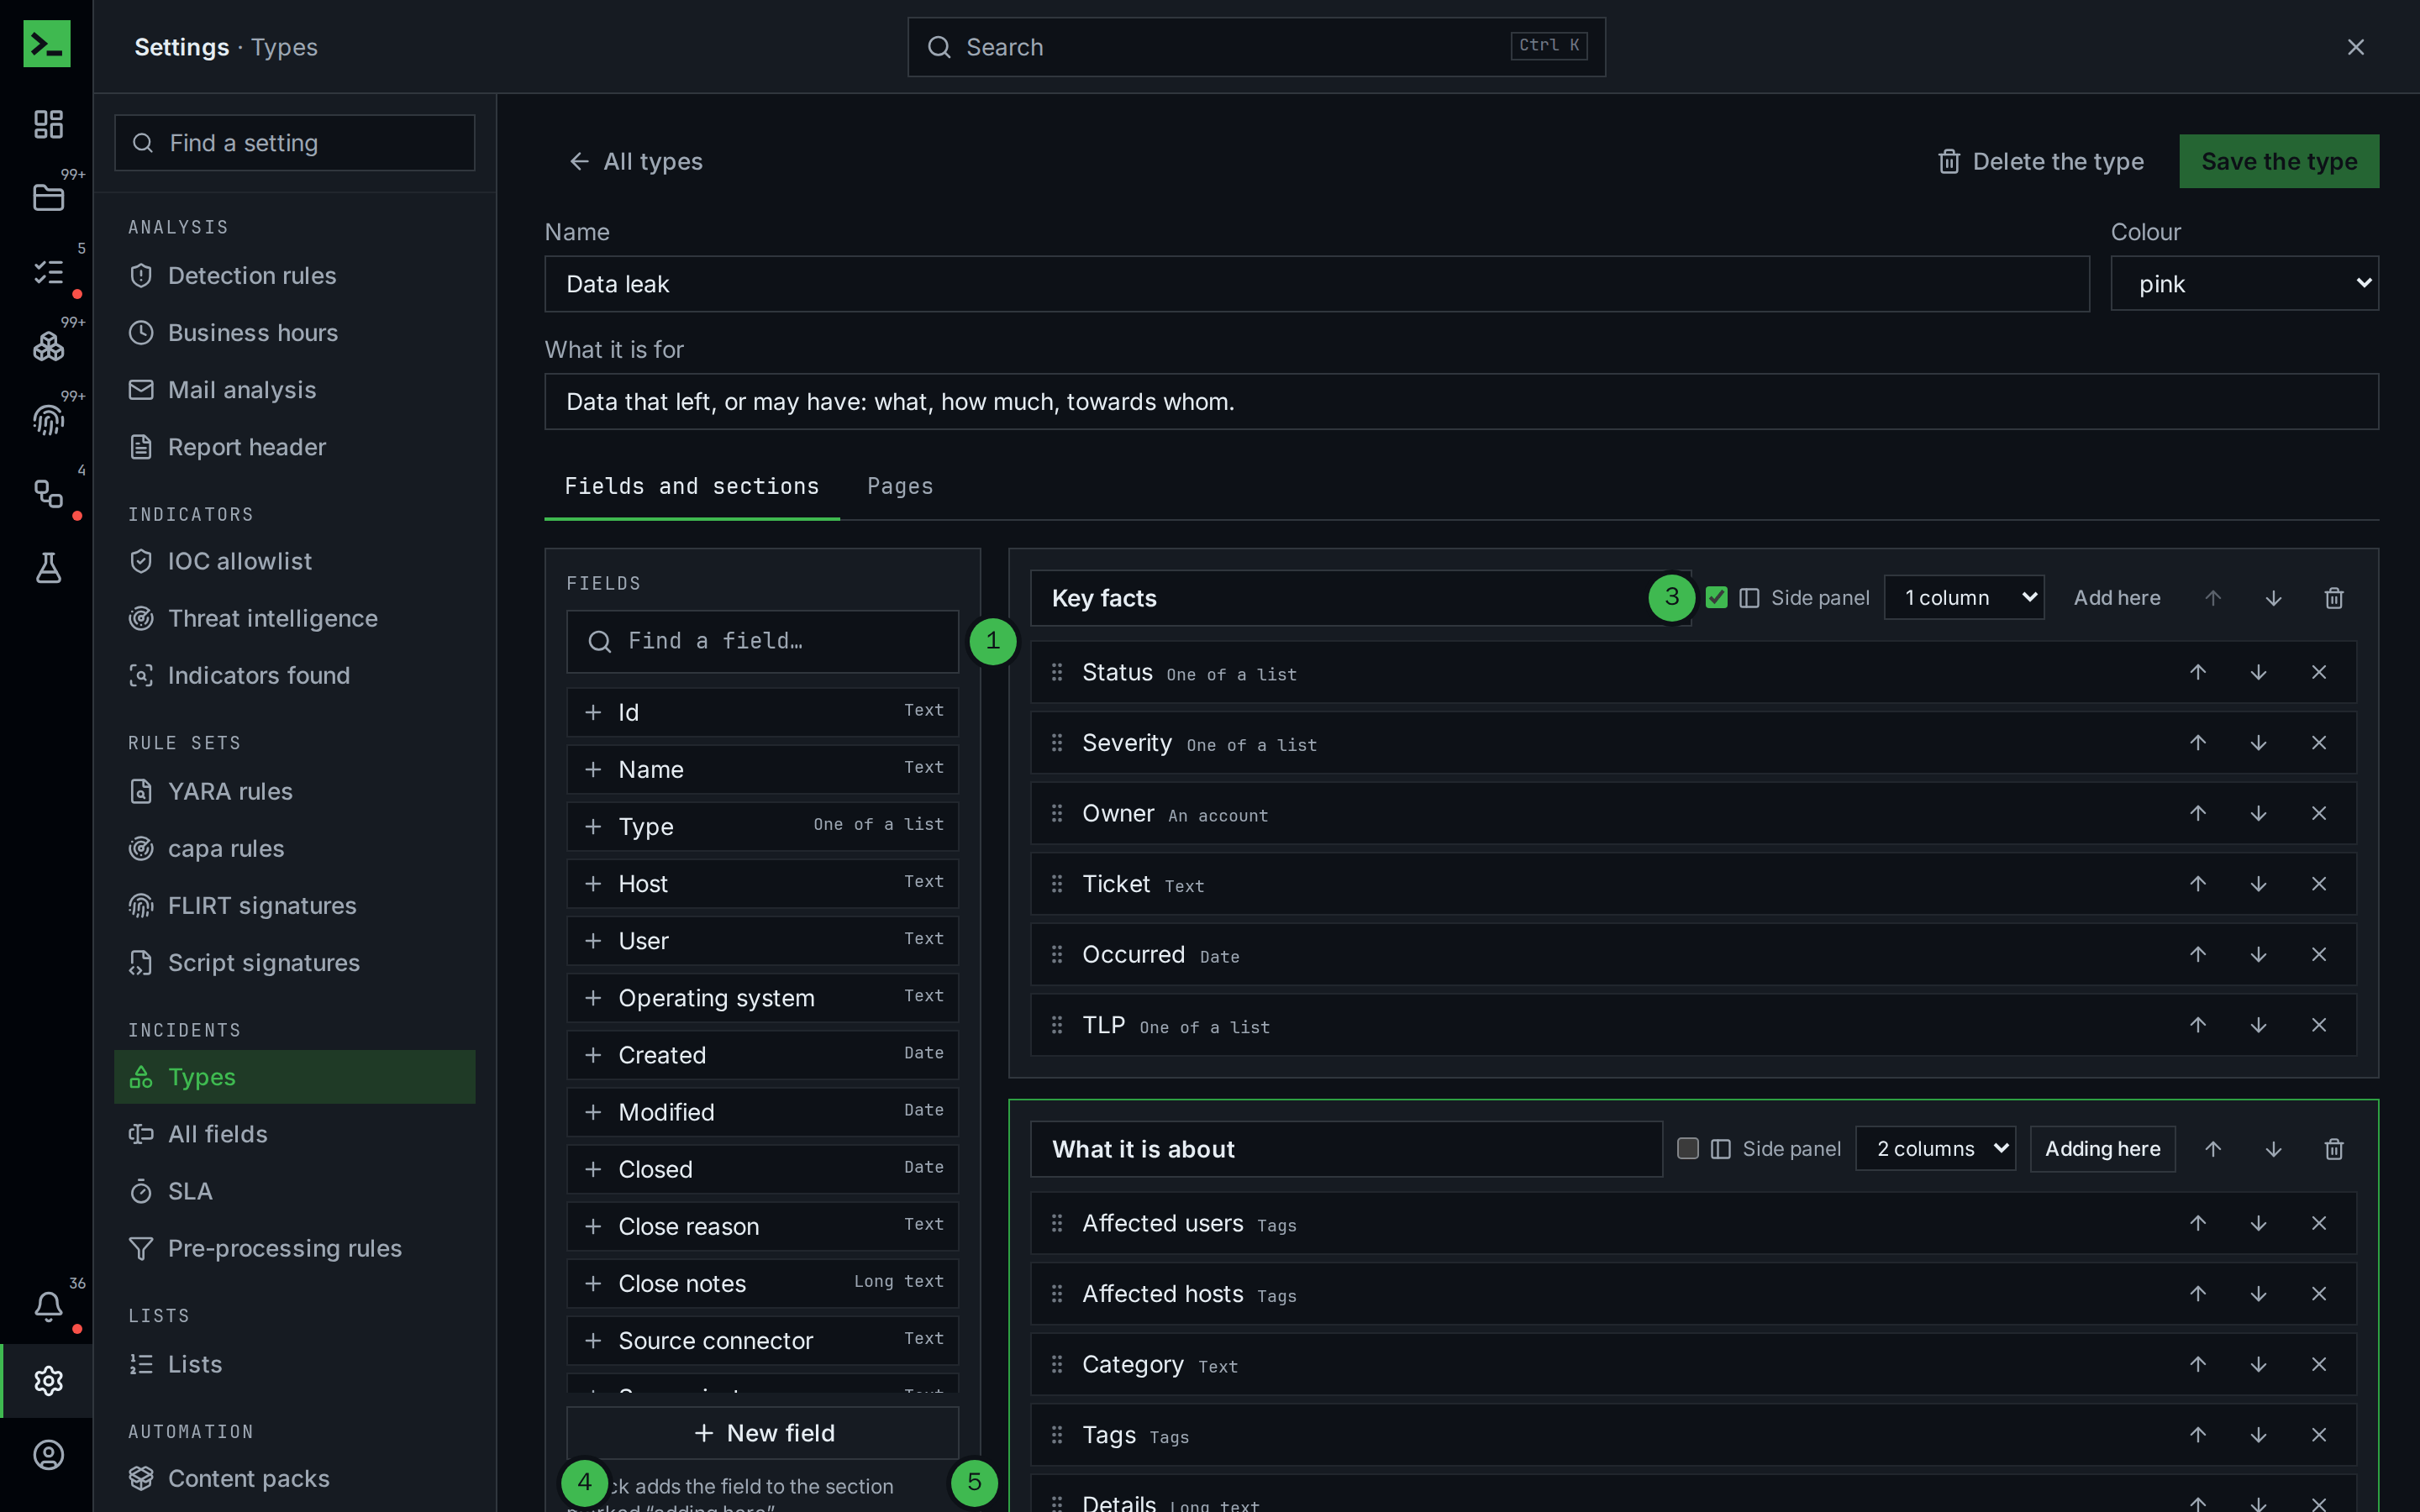 Settings · Types
Search
Ctrl K
99+
5
99+
99+
4
36
Find a setting
ANALYSIS
Detection rules
Business hours
Mail analysis
Report header
INDICATORS
IOC allowlist
Threat intelligence
Indicators found
RULE SETS
YARA rules
capa rules
FLIRT signatures
Script signatures
INCIDENTS
Types
All fields
SLA
Pre-processing rules
LISTS
Lists
AUTOMATION
Content packs
All types
Delete the type
Save the type
Name
Colour
Data leak
pink
What it is for
Data that left, or may have: what, how much, towards whom.
Fields and sections
Pages
FIELDS
Find a field…
1
Id Text
Name Text
Type One of a list
Host Text
User Text
Operating system Text
Created Date
Modified Date
Closed Date
Close reason Text
Close notes Long text
Source connector Text
New field
4
5
adds the field to the section
Key facts
3
Side panel
1 column
Add here
Status One of a list
Severity One of a list
Owner An account
Ticket Text
Occurred Date
TLP One of a list
What it is about
Side panel
2 columns
Adding here
Affected users Tags
Affected hosts Tags
Category Text
Tags Tags
Details Long text